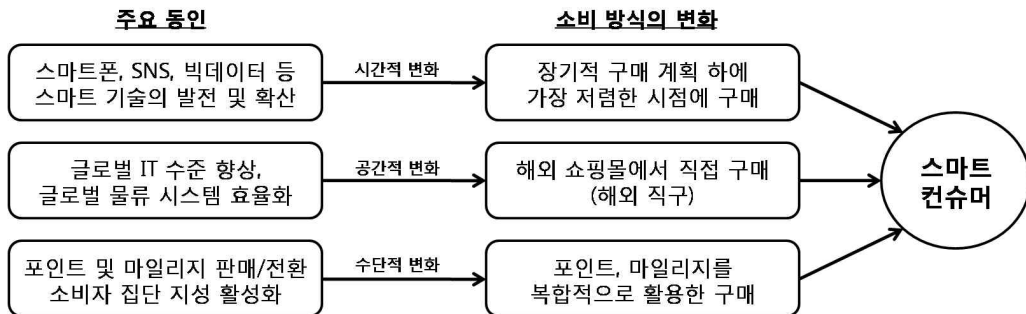 주요 동인
소비 방식의 변화
스마트폰, SNS, 빅데이터 등
스마트 기술의 발전 및 확산
시간적 변화
장기적 구매 계획 하에
가장 저렴한 시점에 구매
글로벌 IT 수준 향상,
글로벌 물류 시스템 효율화
공간적 변화
해외 쇼핑몰에서 직접 구매
(해외 직구)
스마트
컨슈머
포인트 및 마일리지 판매/전환
소비자 집단 지성 활성화
수단적 변화
포인트, 마일리지를
복합적으로 활용한 구매